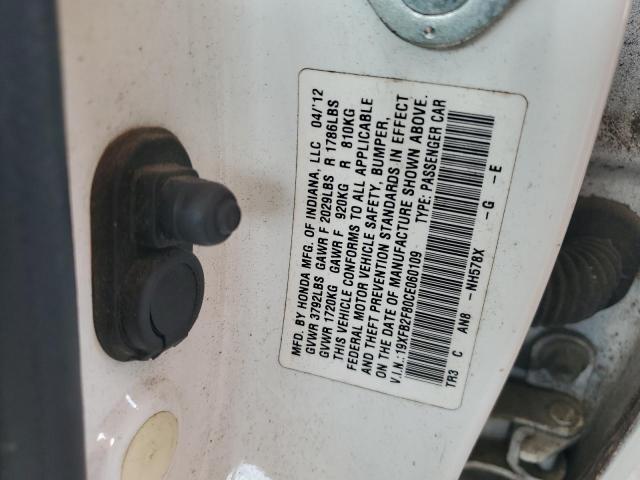 MFD. BY HONDA MFG. OF INDIANA, LLC 04/12
GVWR 3792LBS GAWR F 2029LBS R 1786LBS
GVWR 1720KG GAWR F 920KG R 810KG
THIS VEHICLE CONFORMS TO ALL APPLICABLE
FEDERAL MOTOR VEHICLE SAFETY, BUMPER,
AND THEFT PREVENTION STANDARDS IN EFFECT
ON THE DATE OF MANUFACTURE SHOWN ABOVE.
V.I.N.:19XFB2F80CE080109 TYPE: PASSENGER CAR
TR3 C AN8 -NH578X -G -E